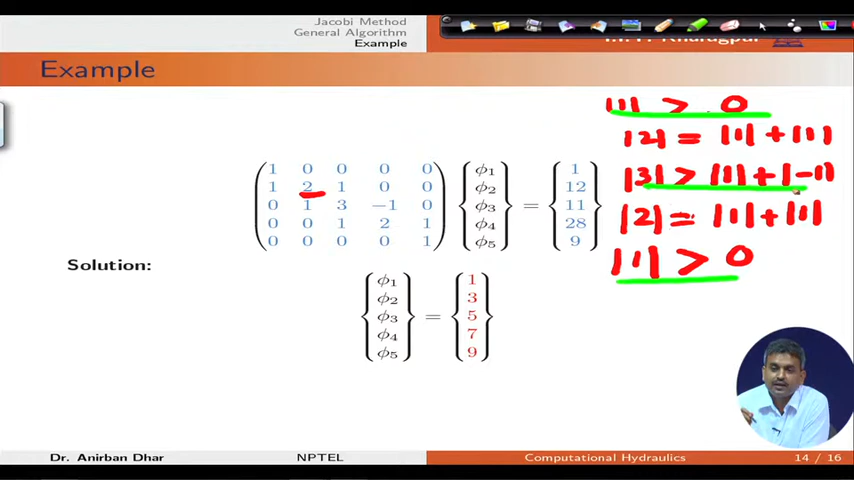 Jacobi Method
General Algorithm
Example
Example
|1| > 0
|2| = |1| + |1|
|3| > |1| + |-1|
|2| = |1| + |1|
|1| > 0
1 0 0 0 0
1 2 1 0 0
0 1 3 −1 0
0 0 1 2 1
0 0 0 0 1
ϕ1
ϕ2
ϕ3
ϕ4
ϕ5
=
1
12
11
28
9
Solution:
ϕ1
ϕ2
ϕ3
ϕ4
ϕ5
=
1
3
5
7
9
Dr. Anirban Dhar NPTEL Computational Hydraulics 14 / 16